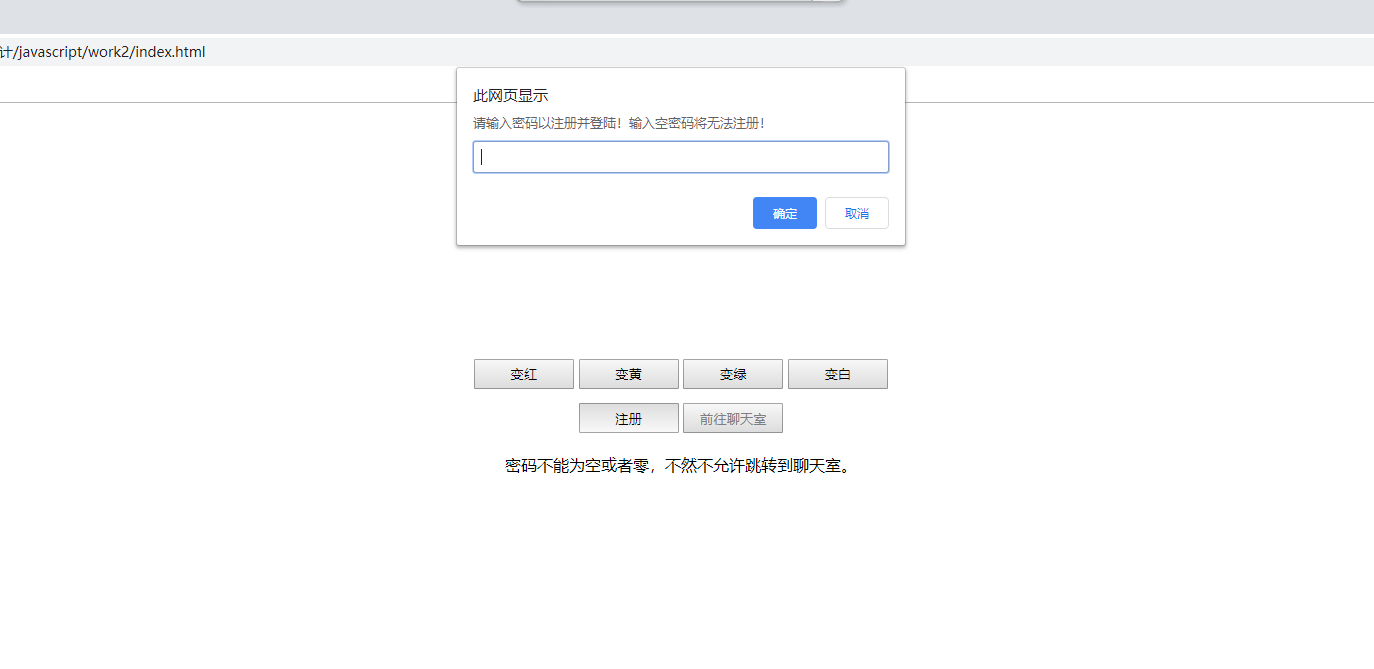 计/javascript/work2/index.html
此网页显示
请输入密码以注册并登陆！输入空密码将无法注册！
确定 取消
变红 变黄 变绿 变白
注册 前往聊天室
密码不能为空或者零，不然不允许跳转到聊天室。